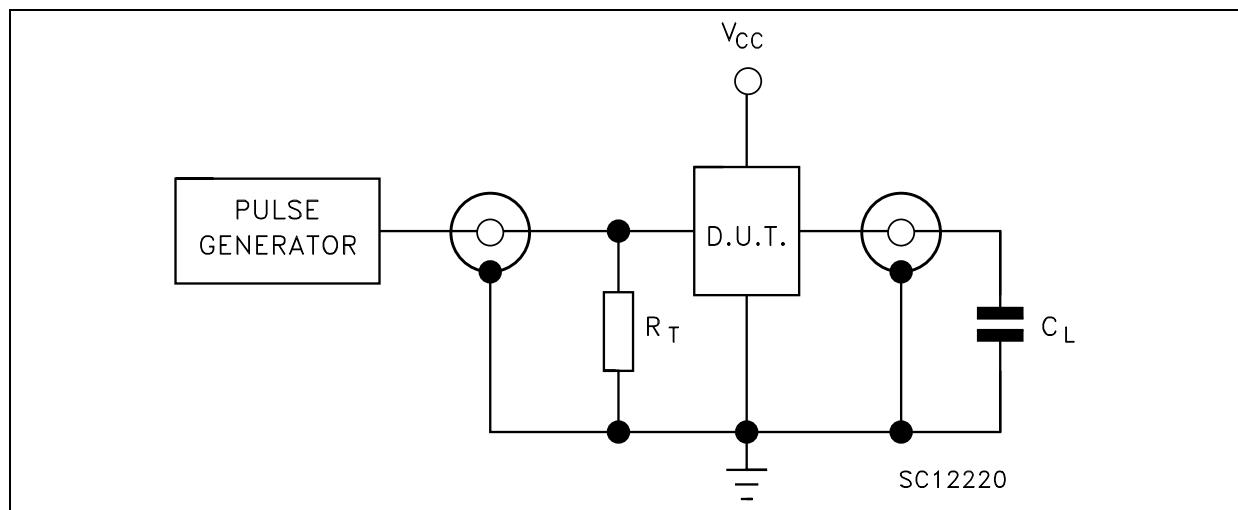 VCC
PULSE
GENERATOR
D.U.T.
RT
CL
SC12220